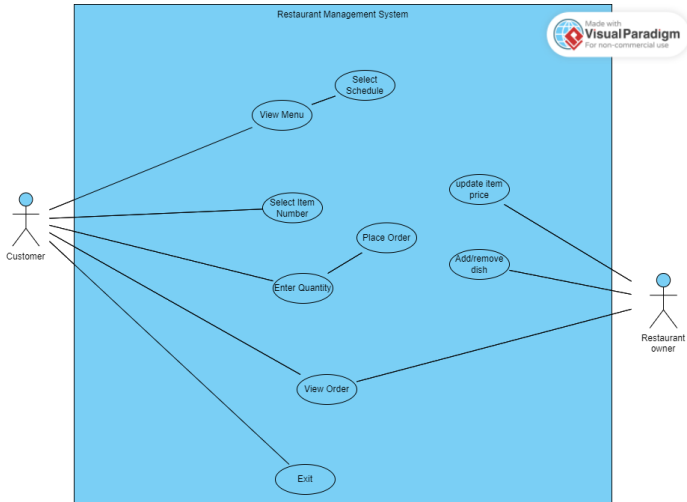 Restaurant Management System
Made with
Visual Paradigm
For non-commercial use
Select
Schedule
View Menu
update item
price
Select Item
Number
Place Order
Customer
Add/remove
dish
Enter Quantity
Restaurant
owner
View Order
Exit